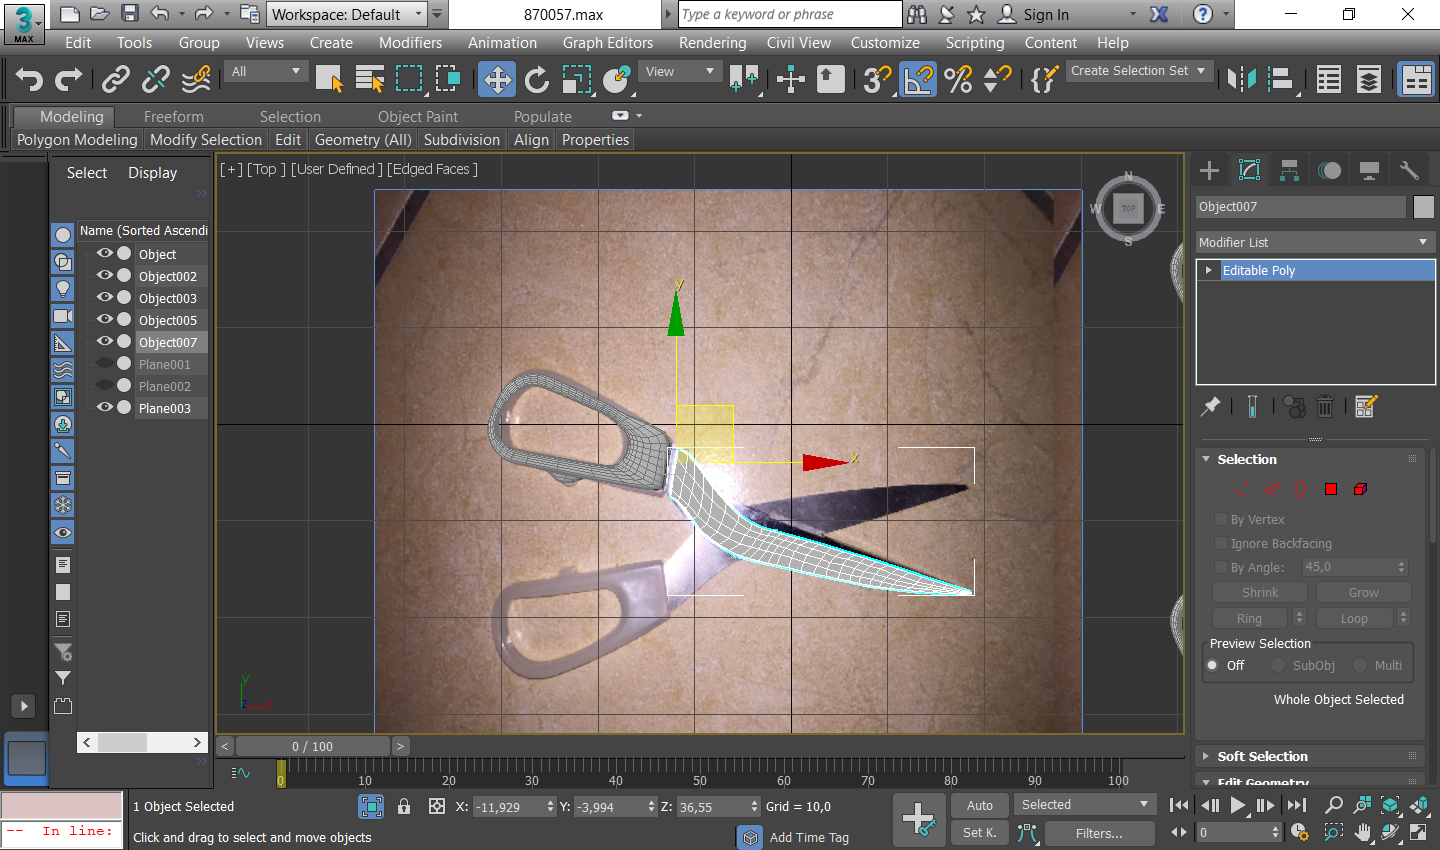 3
MAX
Workspace: Default
870057.max
Type a keyword or phrase
Sign In
Edit Tools Group Views Create Modifiers Animation Graph Editors Rendering Civil View Customize Scripting Content Help
All
View
3
Create Selection Set
Modeling Freeform Selection Object Paint Populate
Polygon Modeling Modify Selection Edit Geometry (All) Subdivision Align Properties
Select Display
Name (Sorted Ascendi
Object
Object002
Object003
Object005
Object007
Plane001
Plane002
Plane003
[+] [Top ] [User Defined ] [Edged Faces ]
N
W TOP E
S
y
x
y
z x
Object007
Modifier List
Editable Poly
Selection
By Vertex
Ignore Backfacing
By Angle: 45,0
Shrink Grow
Ring Loop
Preview Selection
Off SubObj Multi
Whole Object Selected
Soft Selection
Edit Geometry
< 0 / 100 >
0 10 20 30 40 50 60 70 80 90 100
-- In line:
1 Object Selected
X: -11,929 Y: -3,994 Z: 36,55 Grid = 10,0
Auto Selected
Click and drag to select and move objects
Add Time Tag
Set K. Filters...
0